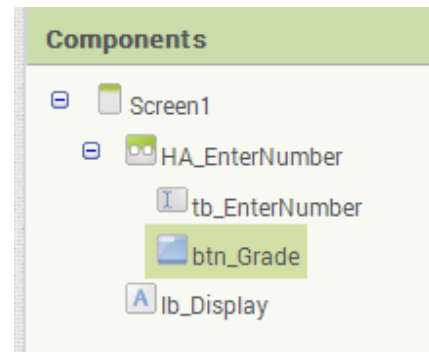 Components
Screen1
HA_EnterNumber
tb_EnterNumber
btn_Grade
A lb_Display